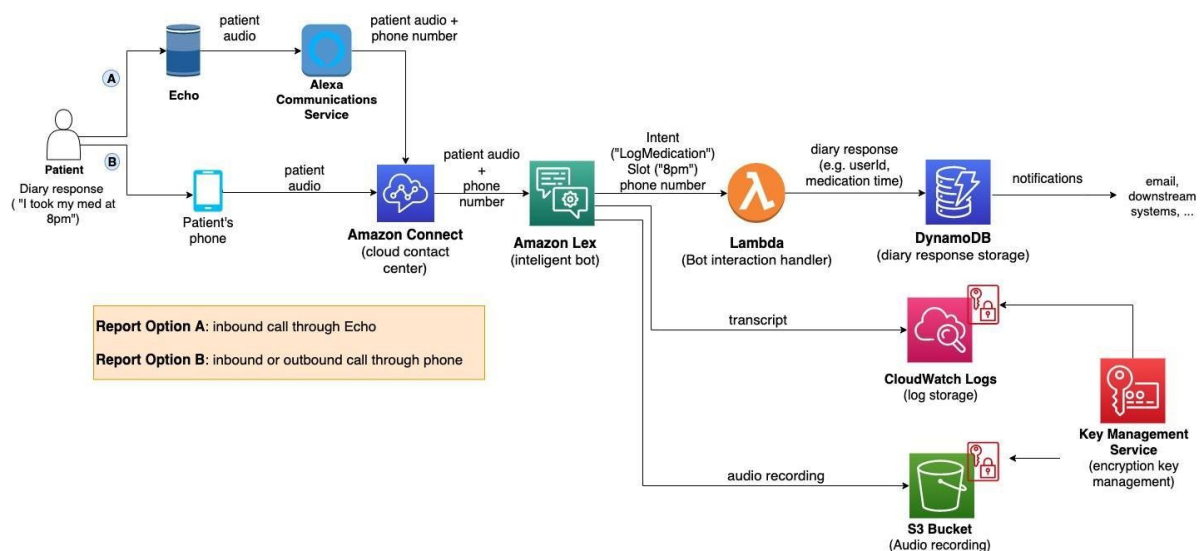 patient
audio
patient audio +
phone number
A
Echo
Alexa
Communications
Service
B
Patient
Diary response
( "I took my med at
8pm")
Patient's
phone
patient
audio
Amazon Connect
(cloud contact
center)
patient audio
+
phone
number
Amazon Lex
(inteligent bot)
Intent
("LogMedication")
Slot ("8pm")
phone number
Lambda
(Bot interaction handler)
diary response
(e.g. userId,
medication time)
DynamoDB
(diary response storage)
notifications
email,
downstream
systems, ...
Report Option A: inbound call through Echo
Report Option B: inbound or outbound call through phone
transcript
CloudWatch Logs
(log storage)
Key Management
Service
(encryption key
management)
audio recording
S3 Bucket
(Audio recording)